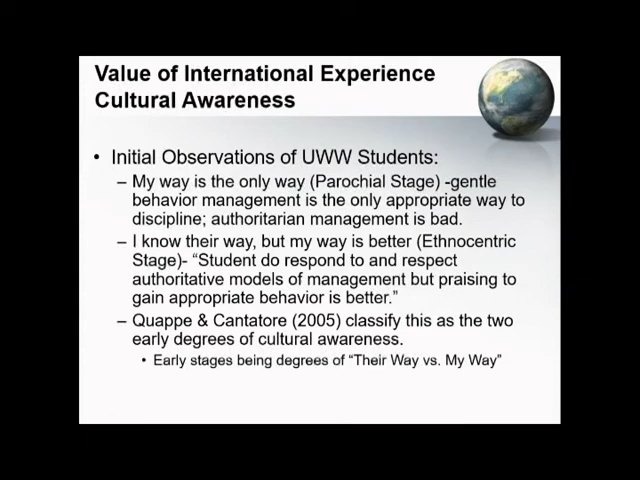 Value of International Experience
Cultural Awareness
• Initial Observations of UWW Students:
– My way is the only way (Parochial Stage) -gentle
behavior management is the only appropriate way to
discipline; authoritarian management is bad.
– I know their way, but my way is better (Ethnocentric
Stage)- “Student do respond to and respect
authoritative models of management but praising to
gain appropriate behavior is better.”
– Quappe & Cantatore (2005) classify this as the two
early degrees of cultural awareness.
• Early stages being degrees of “Their Way vs. My Way”